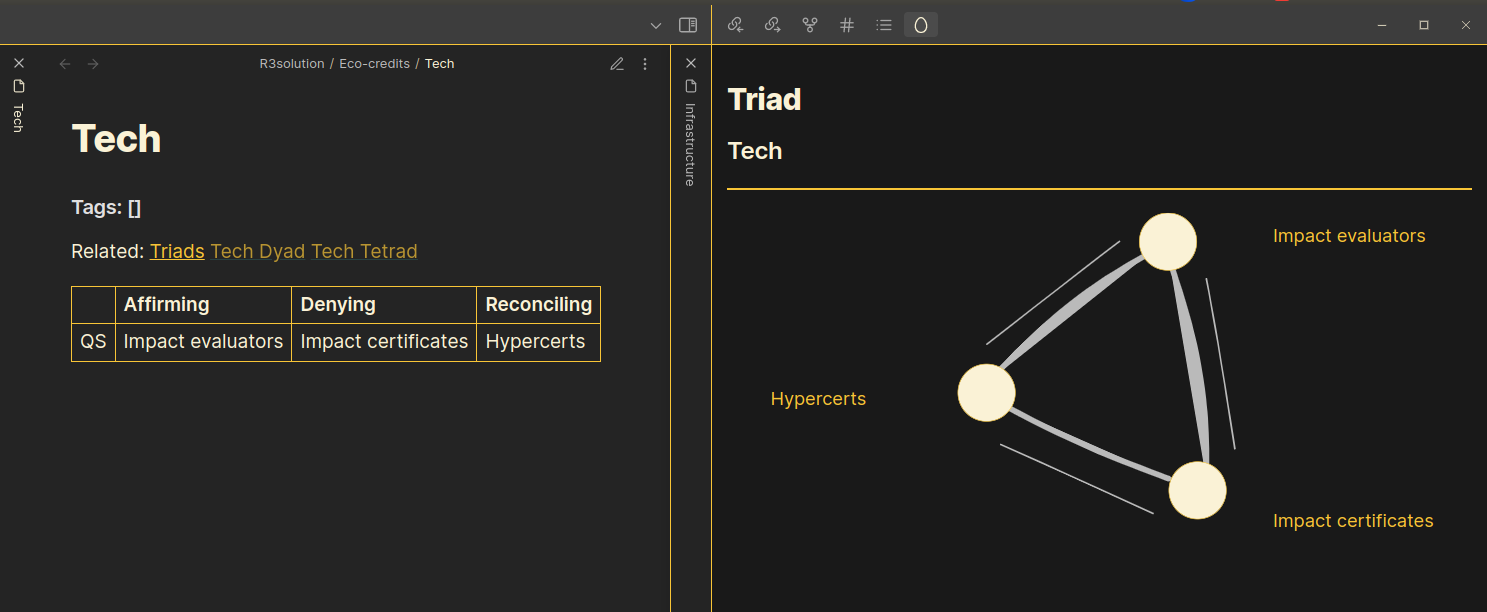 R3solution / Eco-credits / Tech
Tech
Tech
Tags: []
Related: Triads Tech Dyad Tech Tetrad
Affirming Denying Reconciling
QS Impact evaluators Impact certificates Hypercerts
Infrastructure
Triad
Tech
Impact evaluators
Hypercerts
Impact certificates